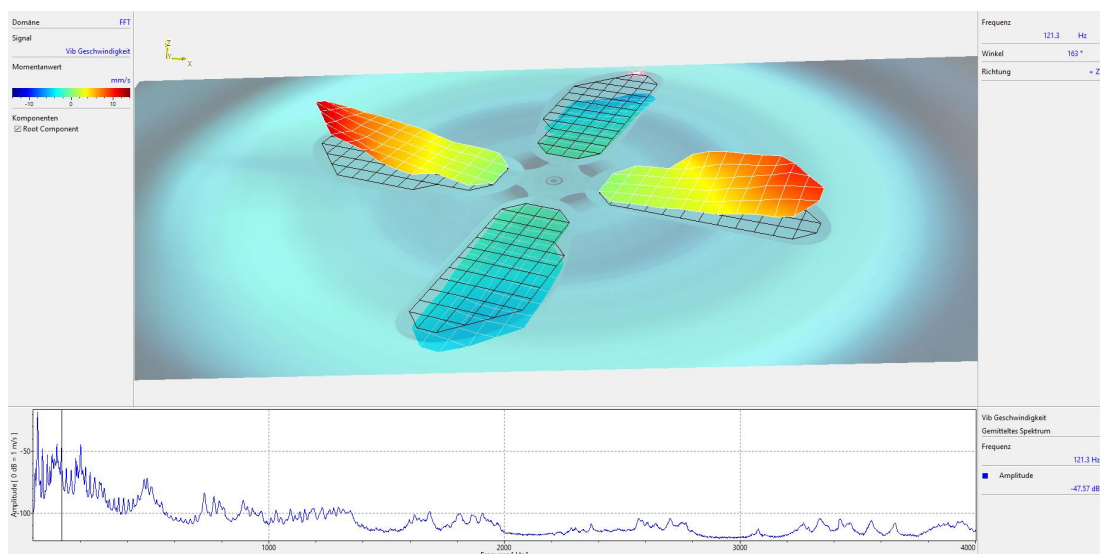 Domäne FFT
Signal
Vib Geschwindigkeit
Momentanwert
mm/s
-10 0 10
Komponenten
Root Component
Z
Y X
Frequenz
121.3 Hz
Winkel
163 °
Richtung + Z
Amplitude [ 0 dB = 1 m/s ]
-50
-100
1000 2000 3000 4000
Vib Geschwindigkeit
Gemitteltes Spektrum
Frequenz
121.3 Hz
Amplitude
-47.57 dB